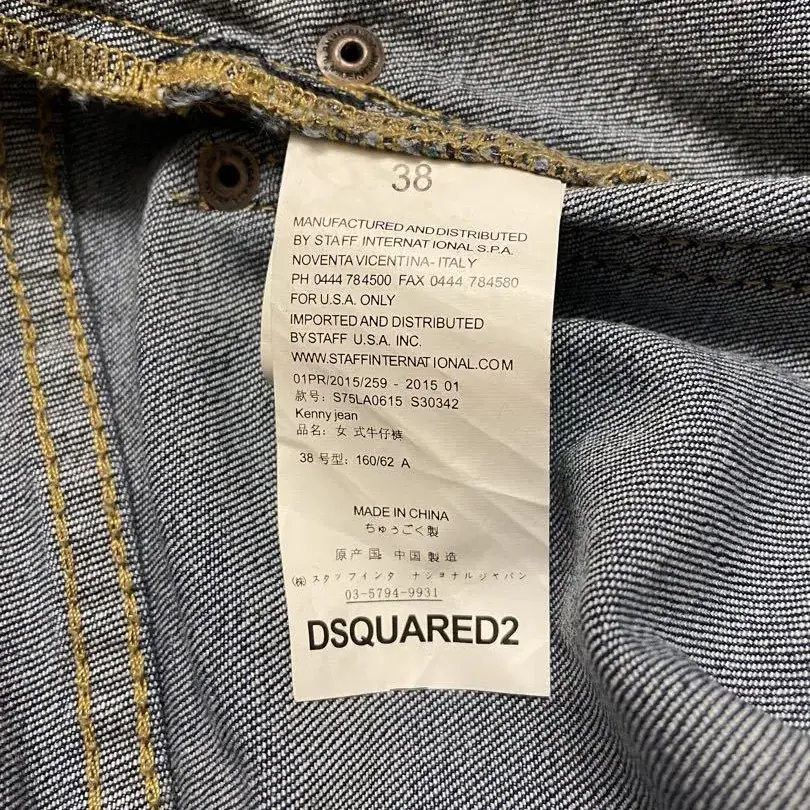 38
MANUFACTURED AND DISTRIBUTED
BY STAFF INTERNATIONAL S.P.A.
NOVENTA VICENTINA- ITALY
PH 0444 784500 FAX 0444 784580
FOR U.S.A. ONLY
IMPORTED AND DISTRIBUTED
BY STAFF U.S.A. INC.
WWW.STAFFINTERNATIONAL.COM
01PR/2015/259 - 2015 01
款号: S75LA0615 S30342
Kenny jean
品名: 女 式牛仔裤
38 号型: 160/62 A
MADE IN CHINA
ちゅうごく製
原产国 中国製造
(株) スタッフインタ ナショナルジャパン
03-5794-9931
DSQUARED2